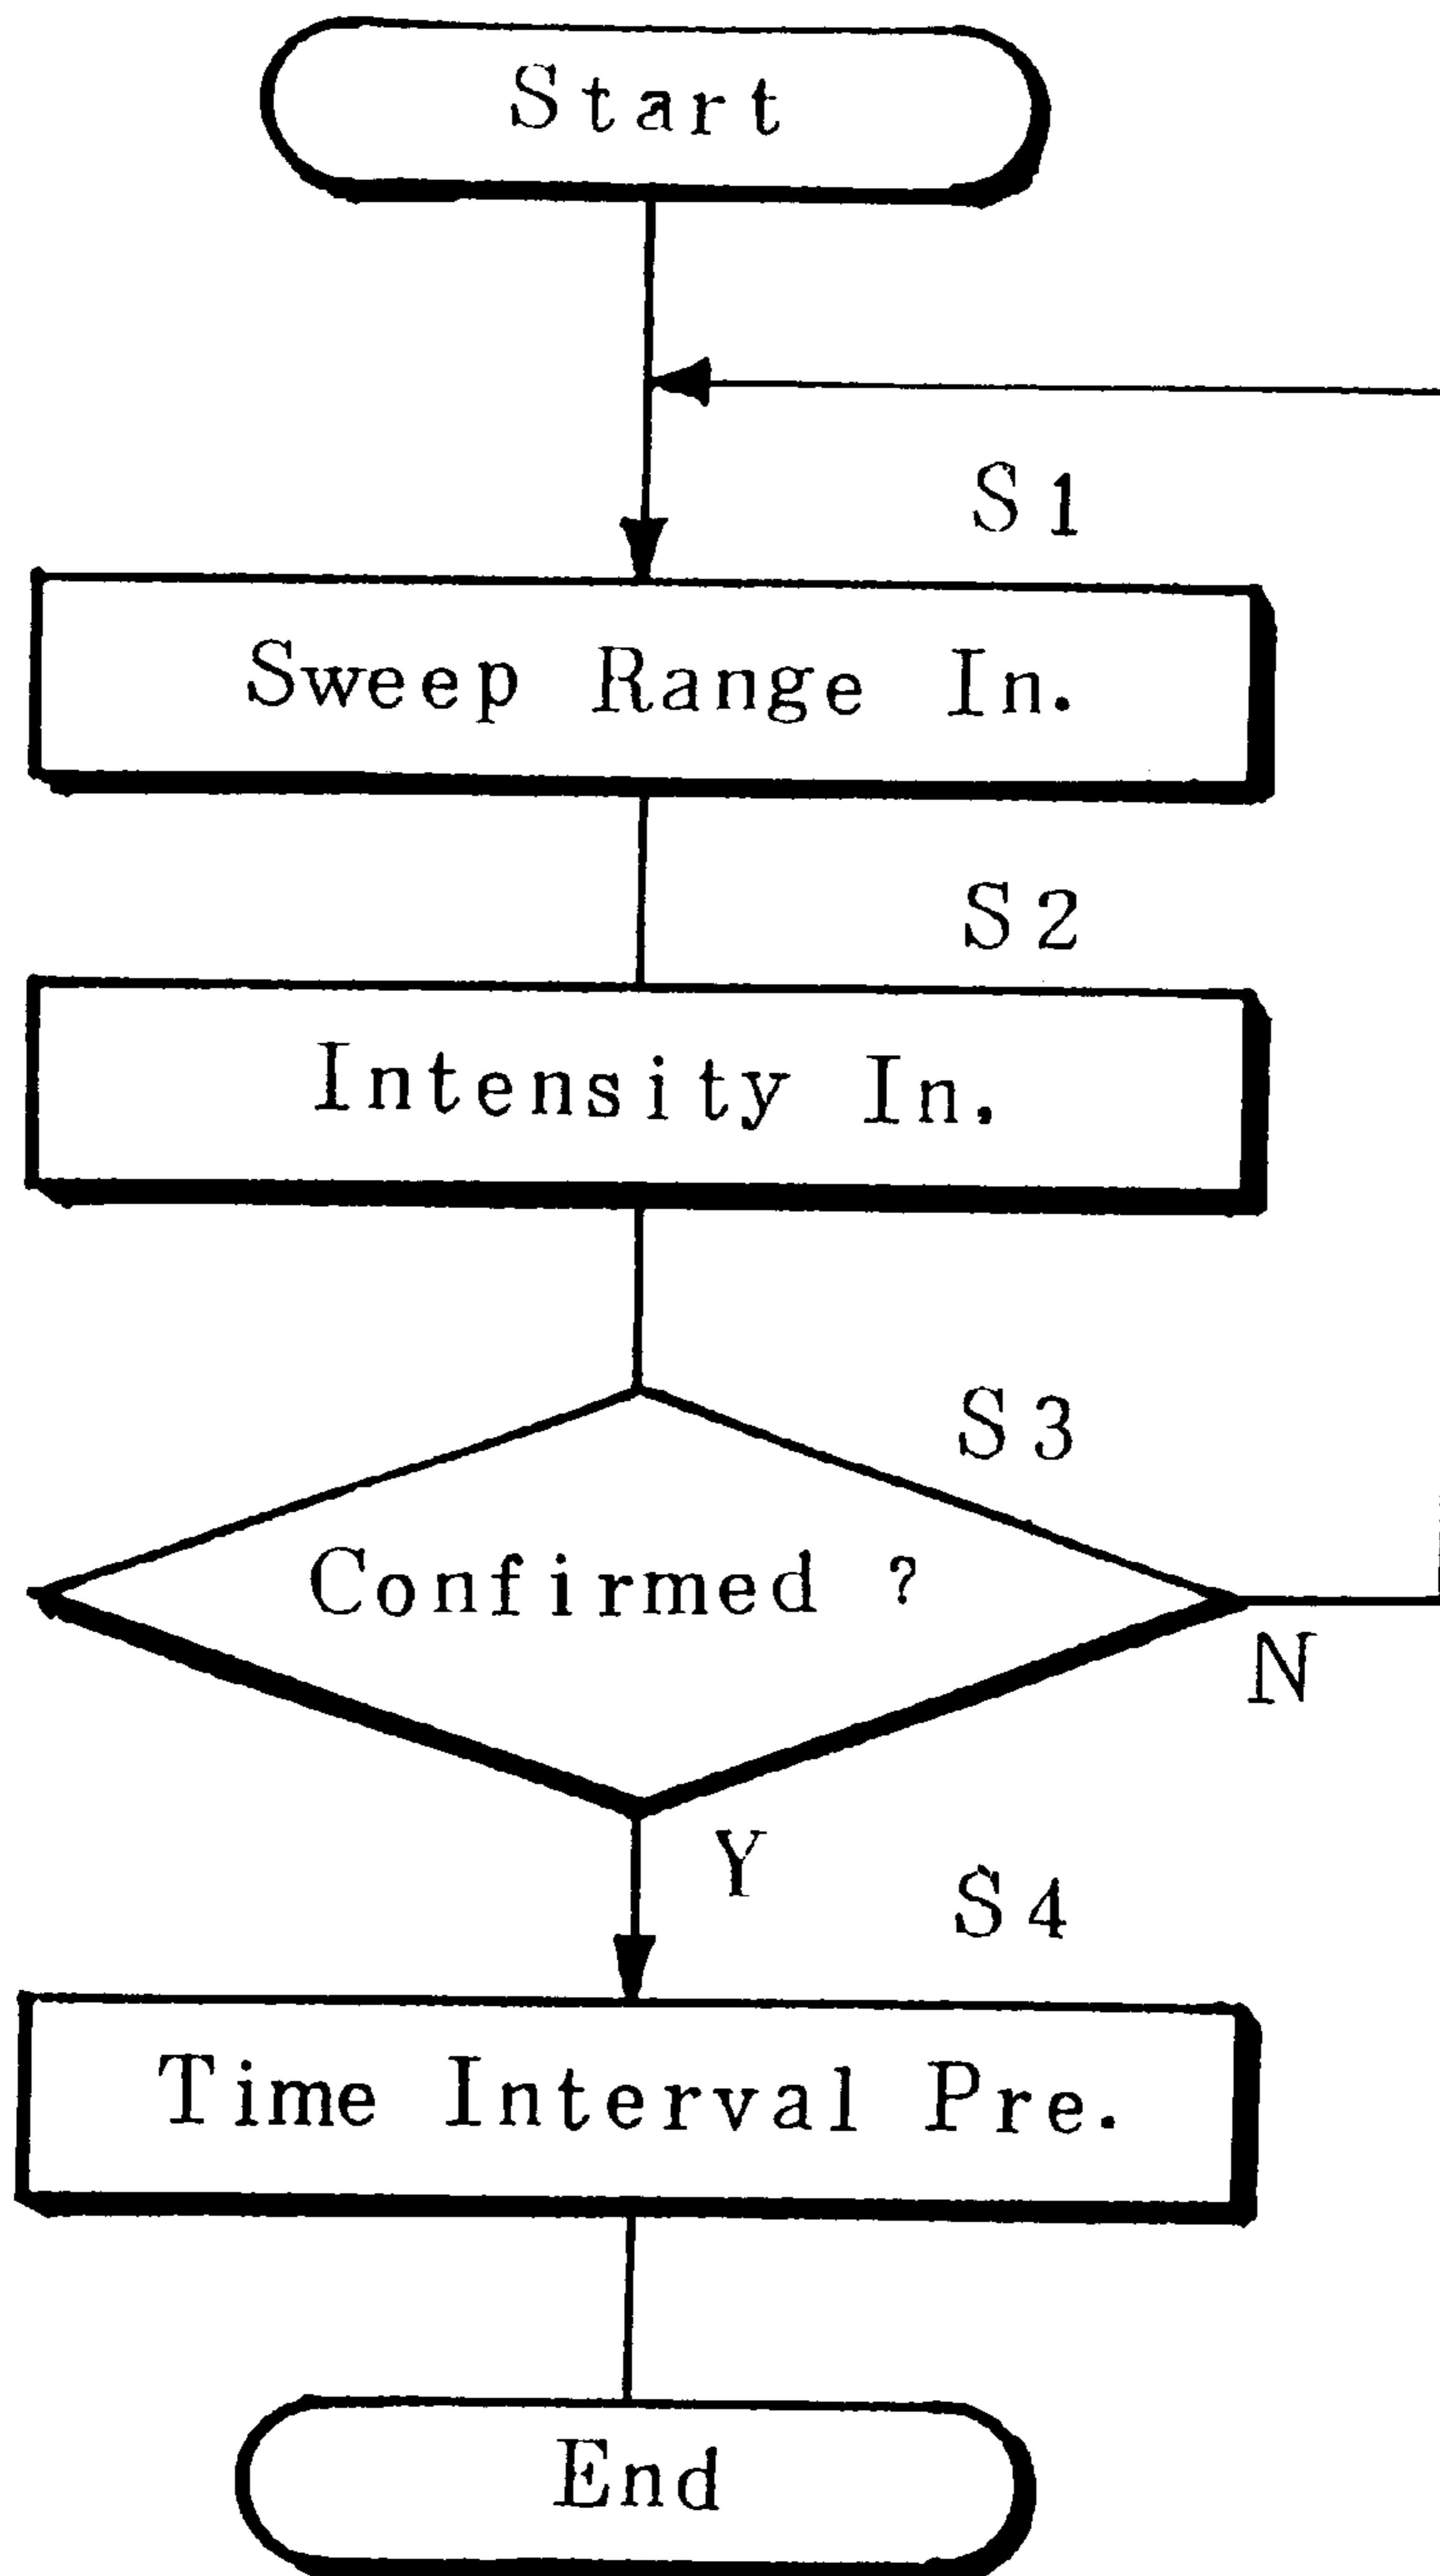 Start
S1
Sweep Range In.
S2
Intensity In.
S3
Confirmed ?
N
Y
S4
Time Interval Pre.
End